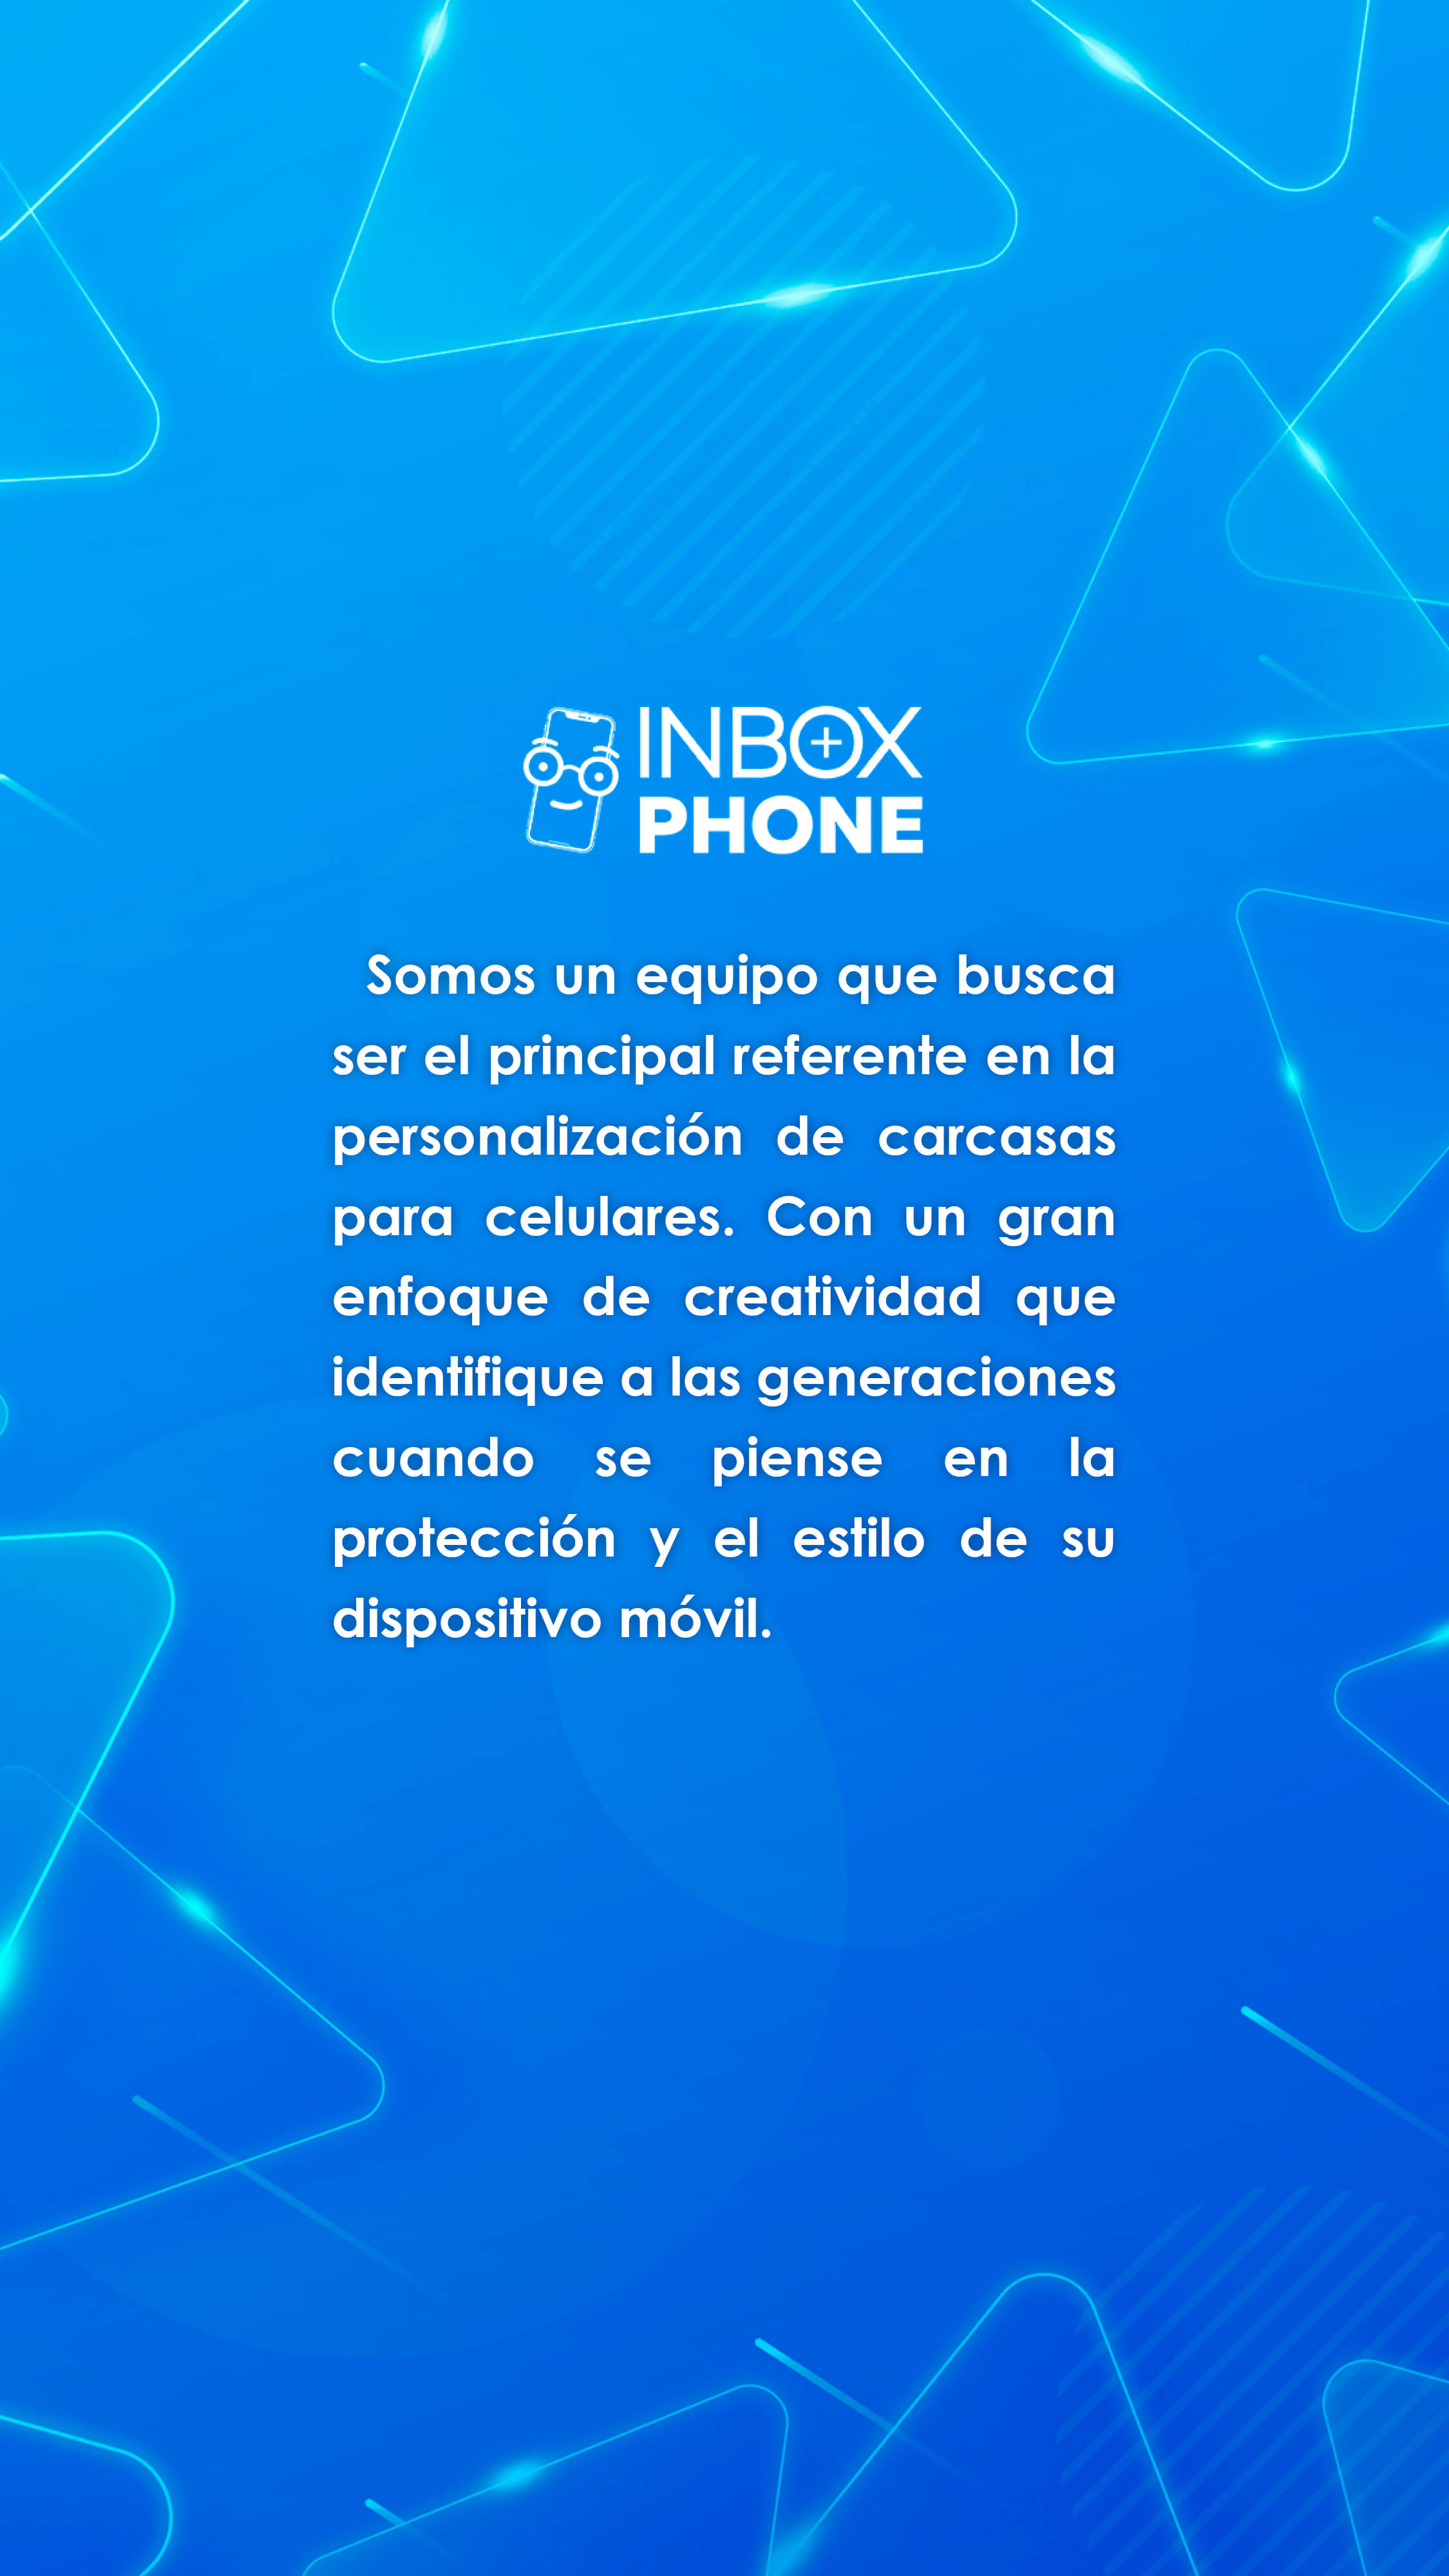 INBOX
PHONE
Somos un equipo que busca
ser el principal referente en la
personalización de carcasas
para celulares. Con un gran
enfoque de creatividad que
identifique a las generaciones
cuando se piense en la
protección y el estilo de su
dispositivo móvil.